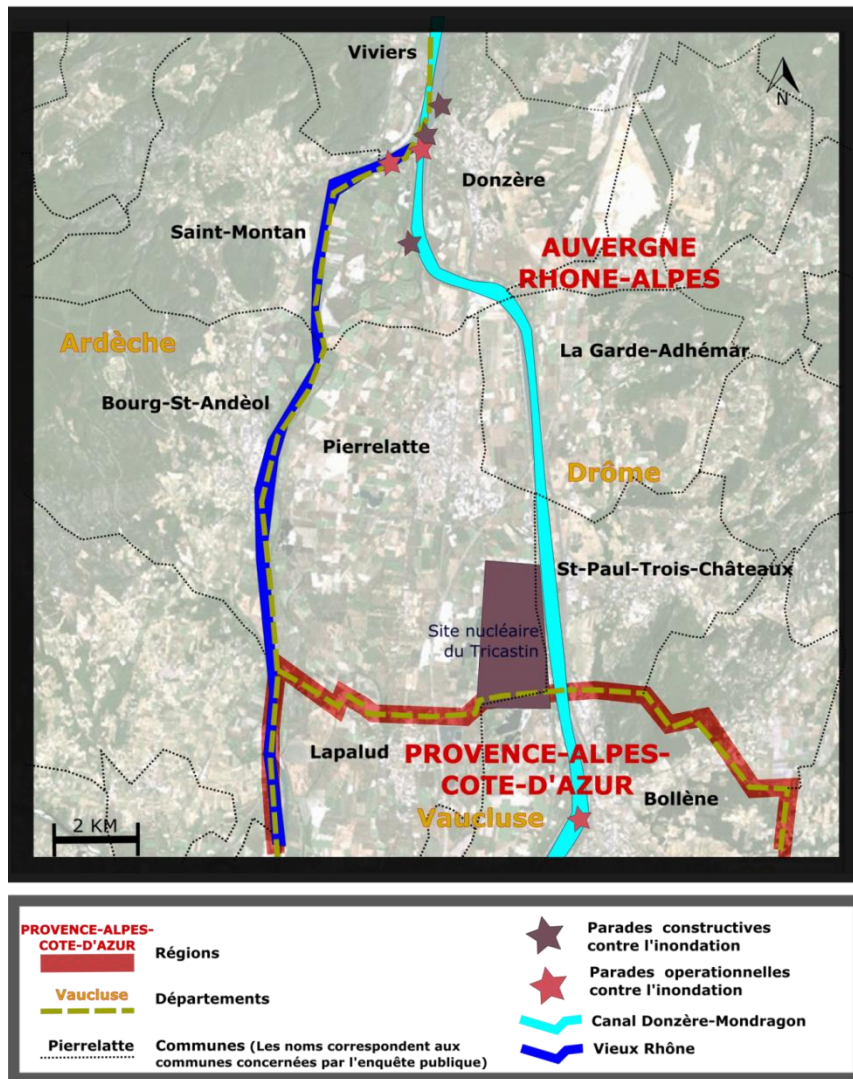 Viviers
N
Donzère
Saint-Montan
AUVERGNE
RHONE-ALPES
Ardèche
La Garde-Adhémar
Bourg-St-Andèol
Pierrelatte
Drôme
St-Paul-Trois-Châteaux
Site nucléaire
du Tricastin
Lapalud
PROVENCE-ALPES-
COTE-D'AZUR
Bollène
Vaucluse
2 KM
PROVENCE-ALPES-
COTE-D'AZUR
Régions
Vaucluse
Départements
Pierrelatte
Communes (Les noms correspondent aux
communes concernées par l'enquête publique)
Parades constructives
contre l'inondation
Parades operationnelles
contre l'inondation
Canal Donzère-Mondragon
Vieux Rhône